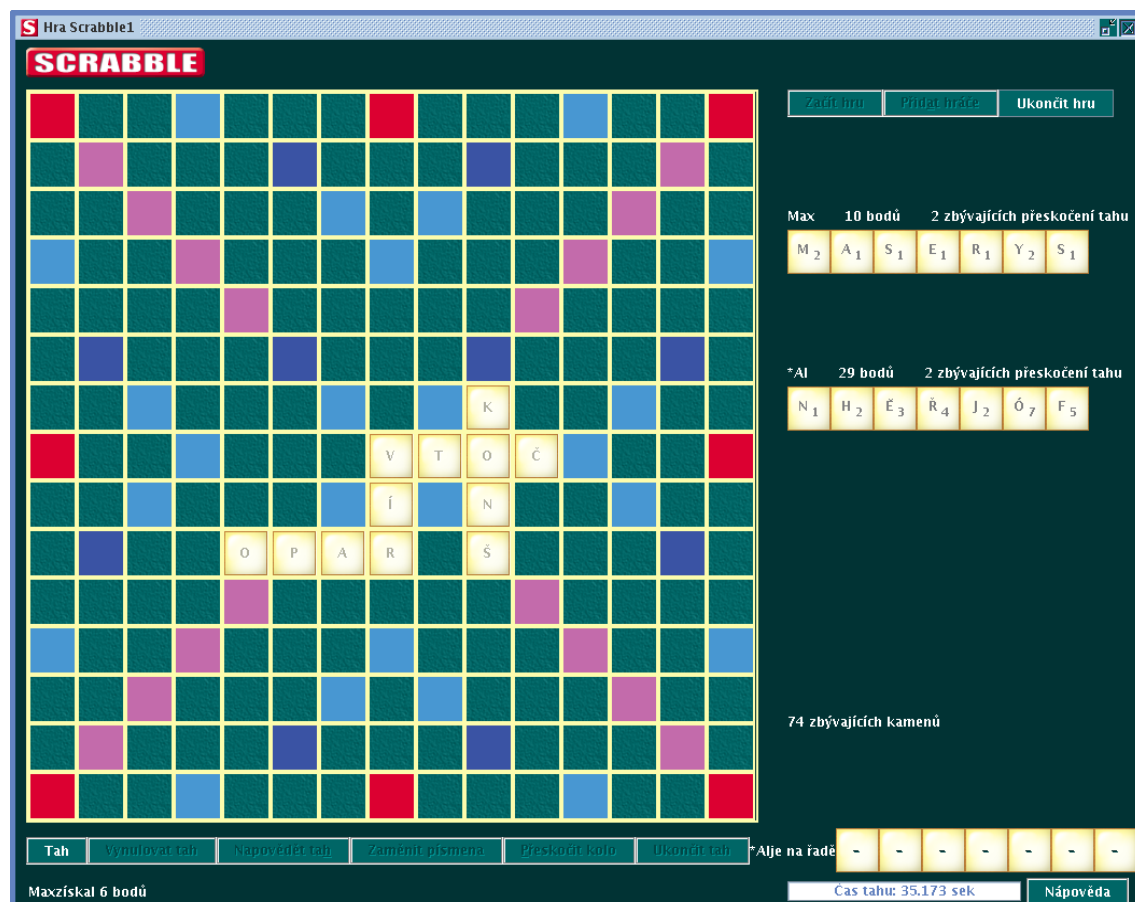 Hra Scrabble1
SCRABBLE
Začít hru Přidat hráče Ukončit hru
Max 10 bodů 2 zbývajících přeskočení tahu
M2 A1 S1 E1 R1 Y2 S1
*Al 29 bodů 2 zbývajících přeskočení tahu
N1 H2 Ě3 Ř4 J2 Ó7 F5
K
V T O Č
Í N
O P A R Š
74 zbývajících kamenů
Tah Vynulovat tah Napovědět tah Zaměnit písmena Přeskočit kolo Ukončit tah *Alje na řadě - - - - - - -
Maxzískal 6 bodů Čas tahu: 35.173 sek Nápověda